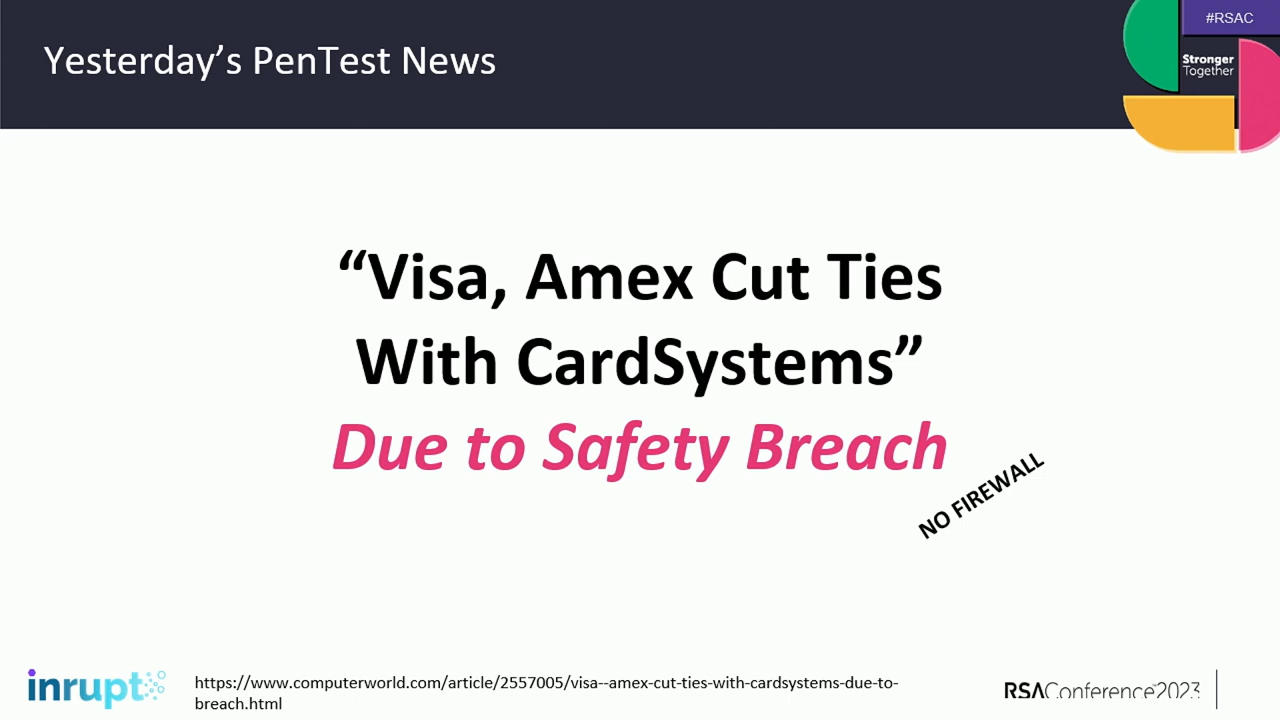 #RSAC
Yesterday’s PenTest News
Stronger
Together
“Visa, Amex Cut Ties
With CardSystems”
Due to Safety Breach
NO FIREWALL
inrupt
https://www.computerworld.com/article/2557005/visa--amex-cut-ties-with-cardsystems-due-to-
breach.html
RSAConference™2023